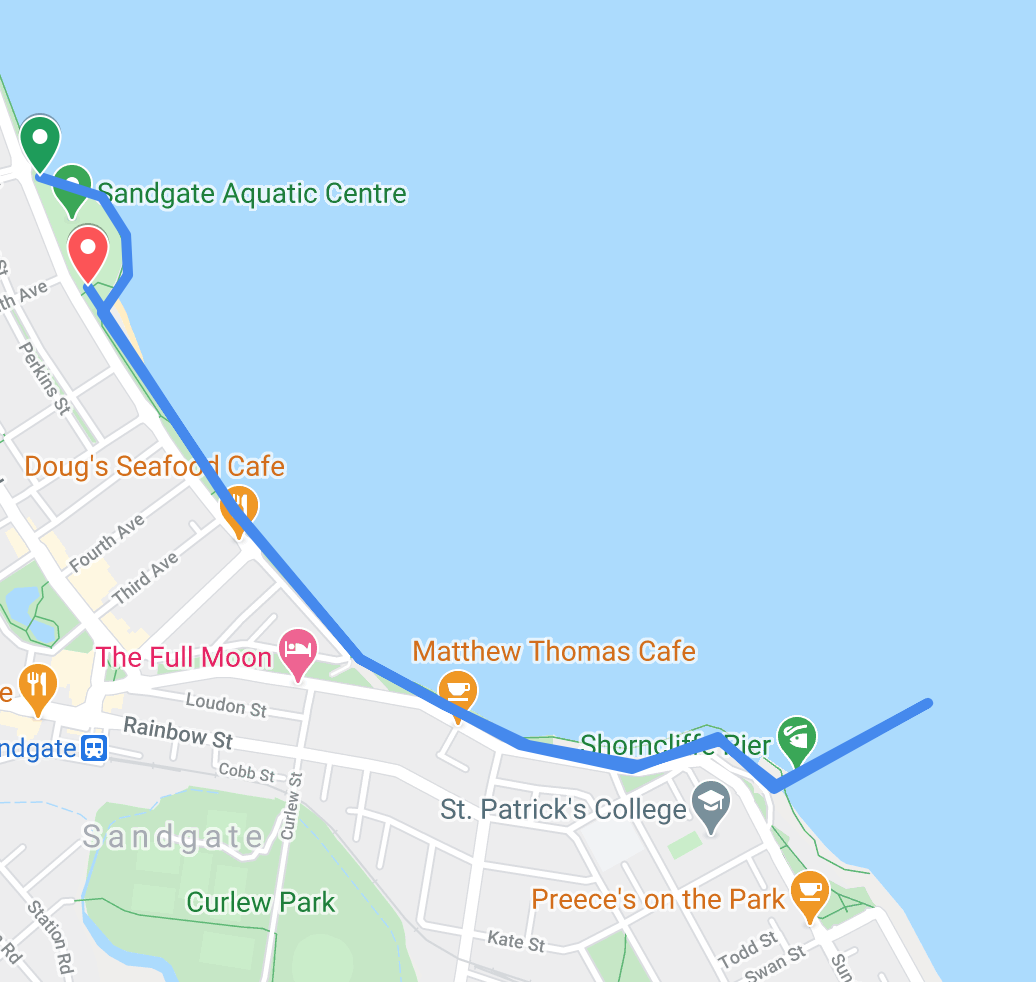 Sandgate Aquatic Centre
St
th Ave
Perkins St
Doug's Seafood Cafe
Fourth Ave
Third Ave
Matthew Thomas Cafe
The Full Moon
e
Loudon St
Rainbow St
ndgate
Shorncliffe Pier
Cobb St
Curlew St
St. Patrick's College
Sandgate
Curlew Park
Preece's on the Park
Station Rd
Rd
Kate St
Todd St
Swan St
Sun